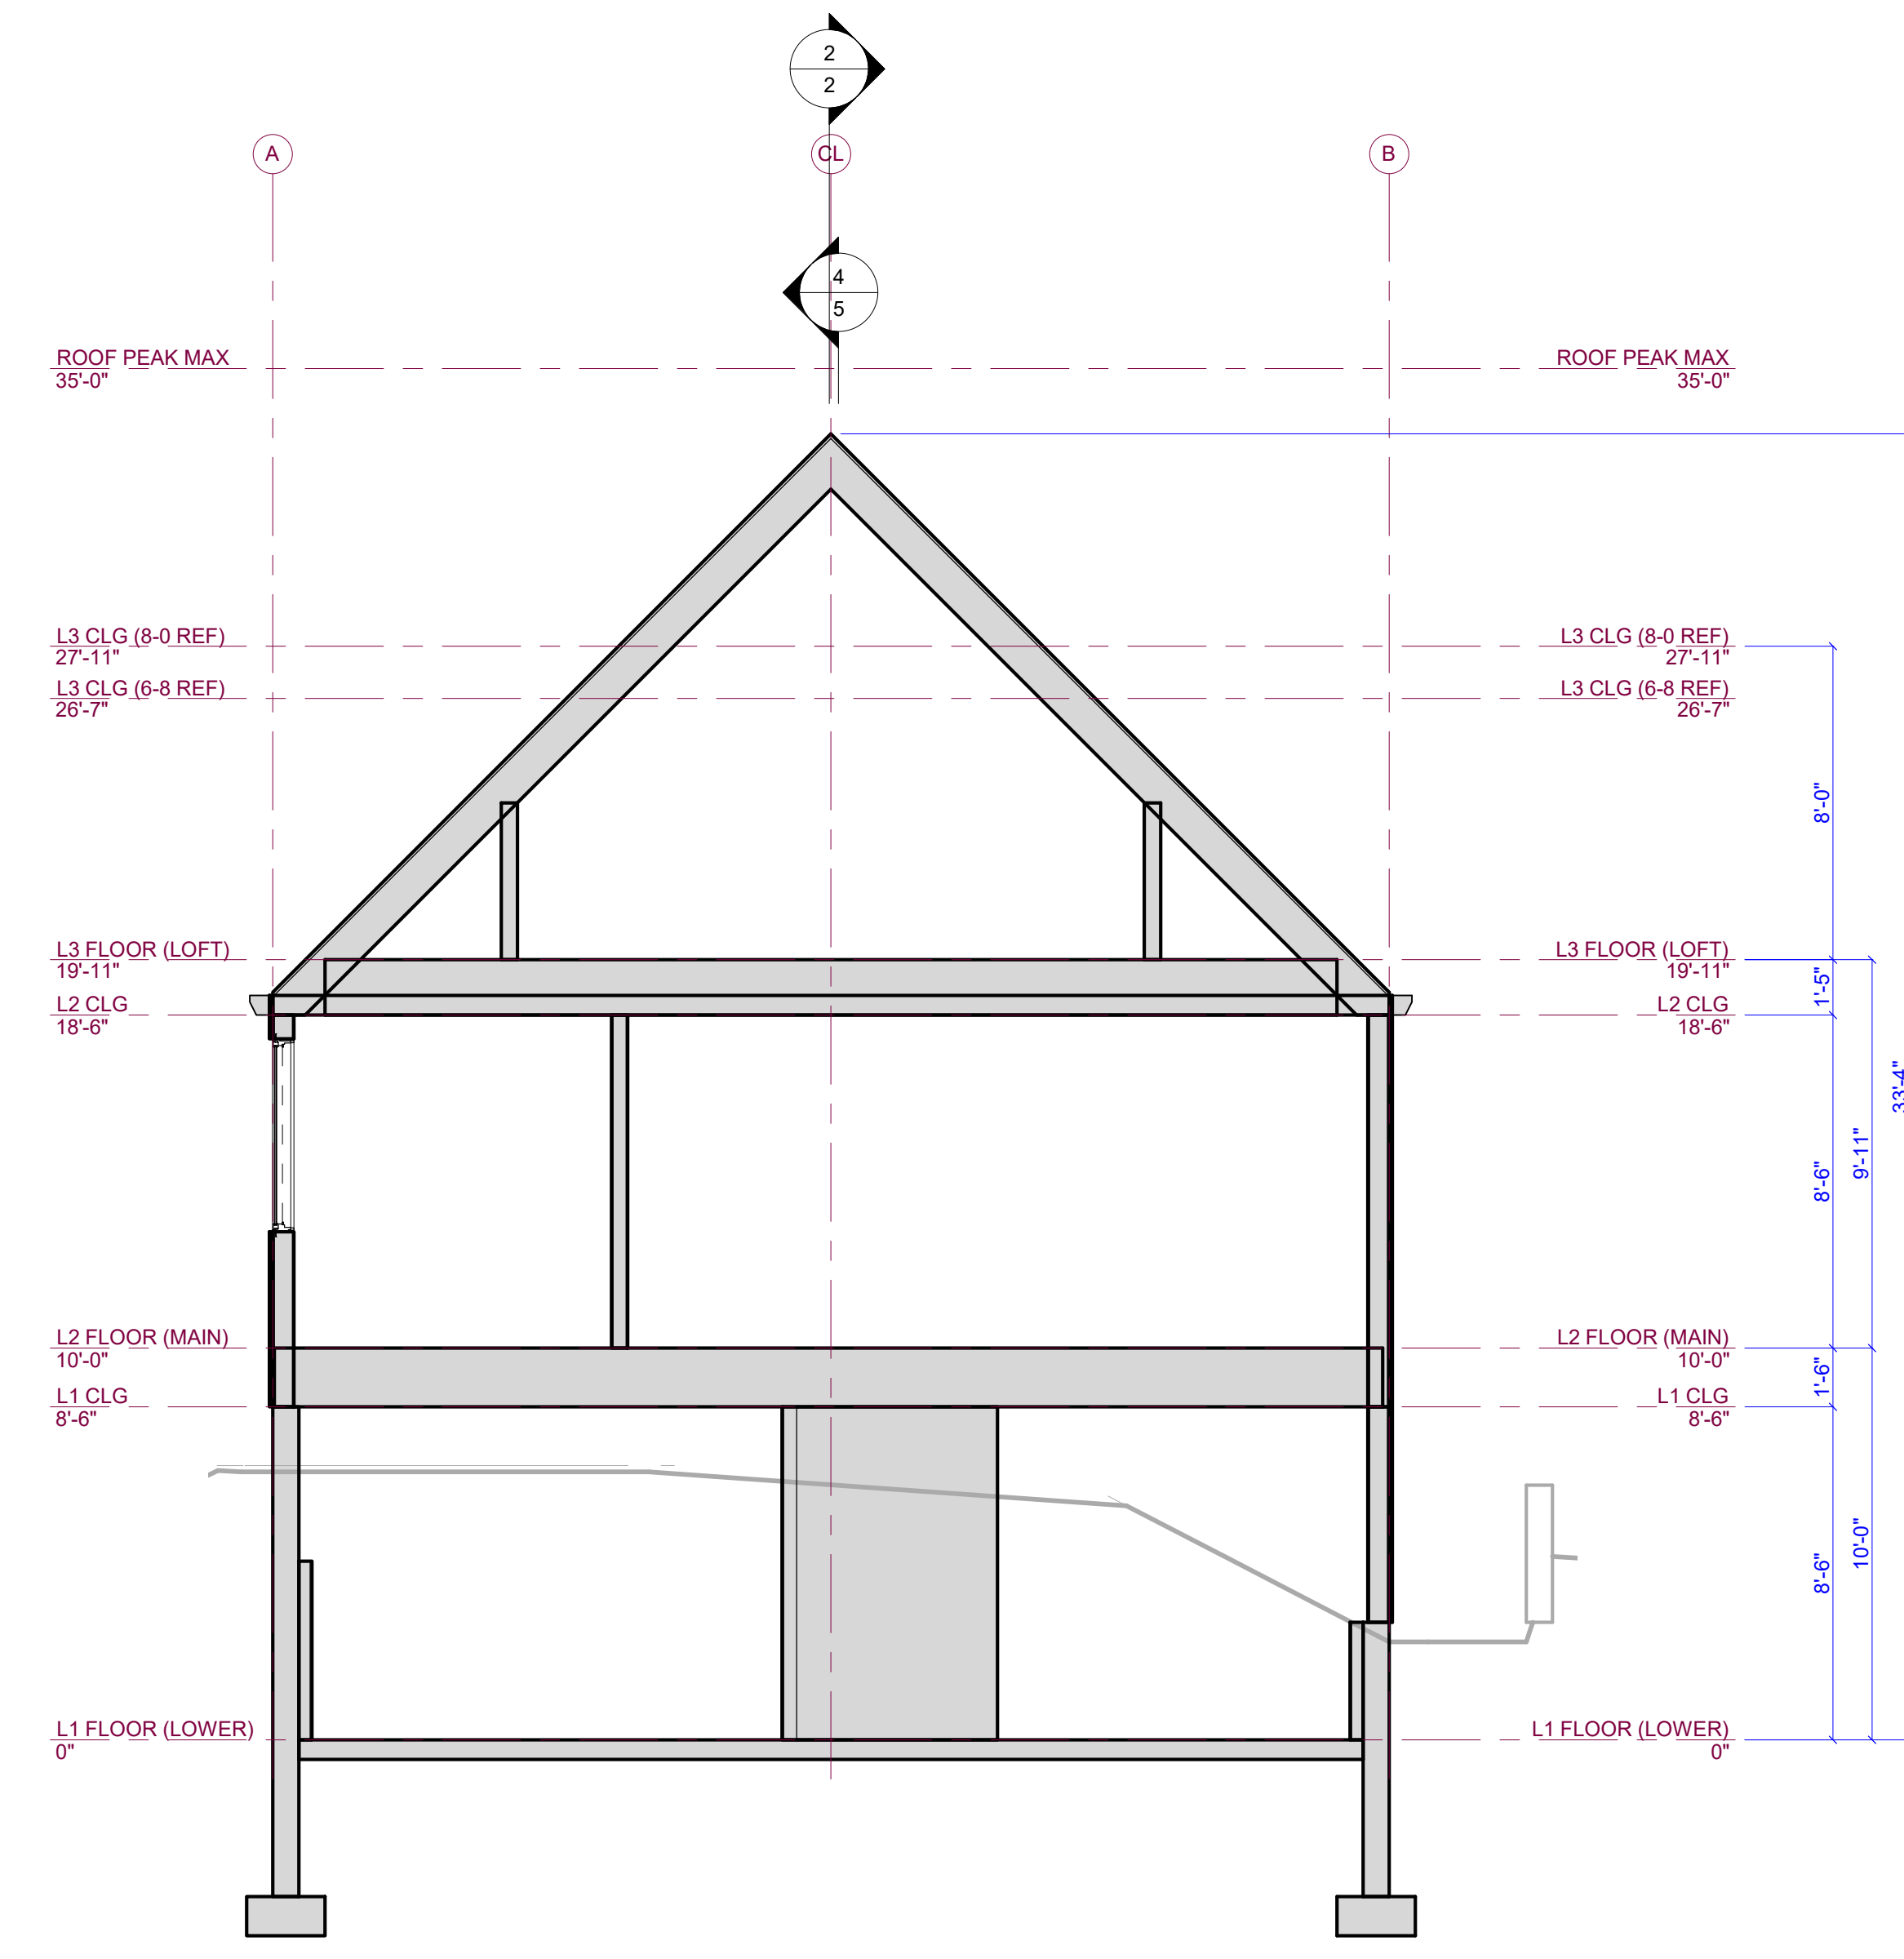 2
2
A
CL
B
4
5
ROOF PEAK MAX
35'-0"
ROOF PEAK MAX
35'-0"
L3 CLG (8-0 REF)
27'-11"
L3 CLG (8-0 REF)
27'-11"
L3 CLG (6-8 REF)
26'-7"
L3 CLG (6-8 REF)
26'-7"
8'-0"
L3 FLOOR (LOFT)
19'-11"
L3 FLOOR (LOFT)
19'-11"
1'-5"
L2 CLG
18'-6"
L2 CLG
18'-6"
33'-4"
9'-11"
8'-6"
L2 FLOOR (MAIN)
10'-0"
L2 FLOOR (MAIN)
10'-0"
1'-6"
L1 CLG
8'-6"
L1 CLG
8'-6"
10'-0"
8'-6"
L1 FLOOR (LOWER)
0"
L1 FLOOR (LOWER)
0"